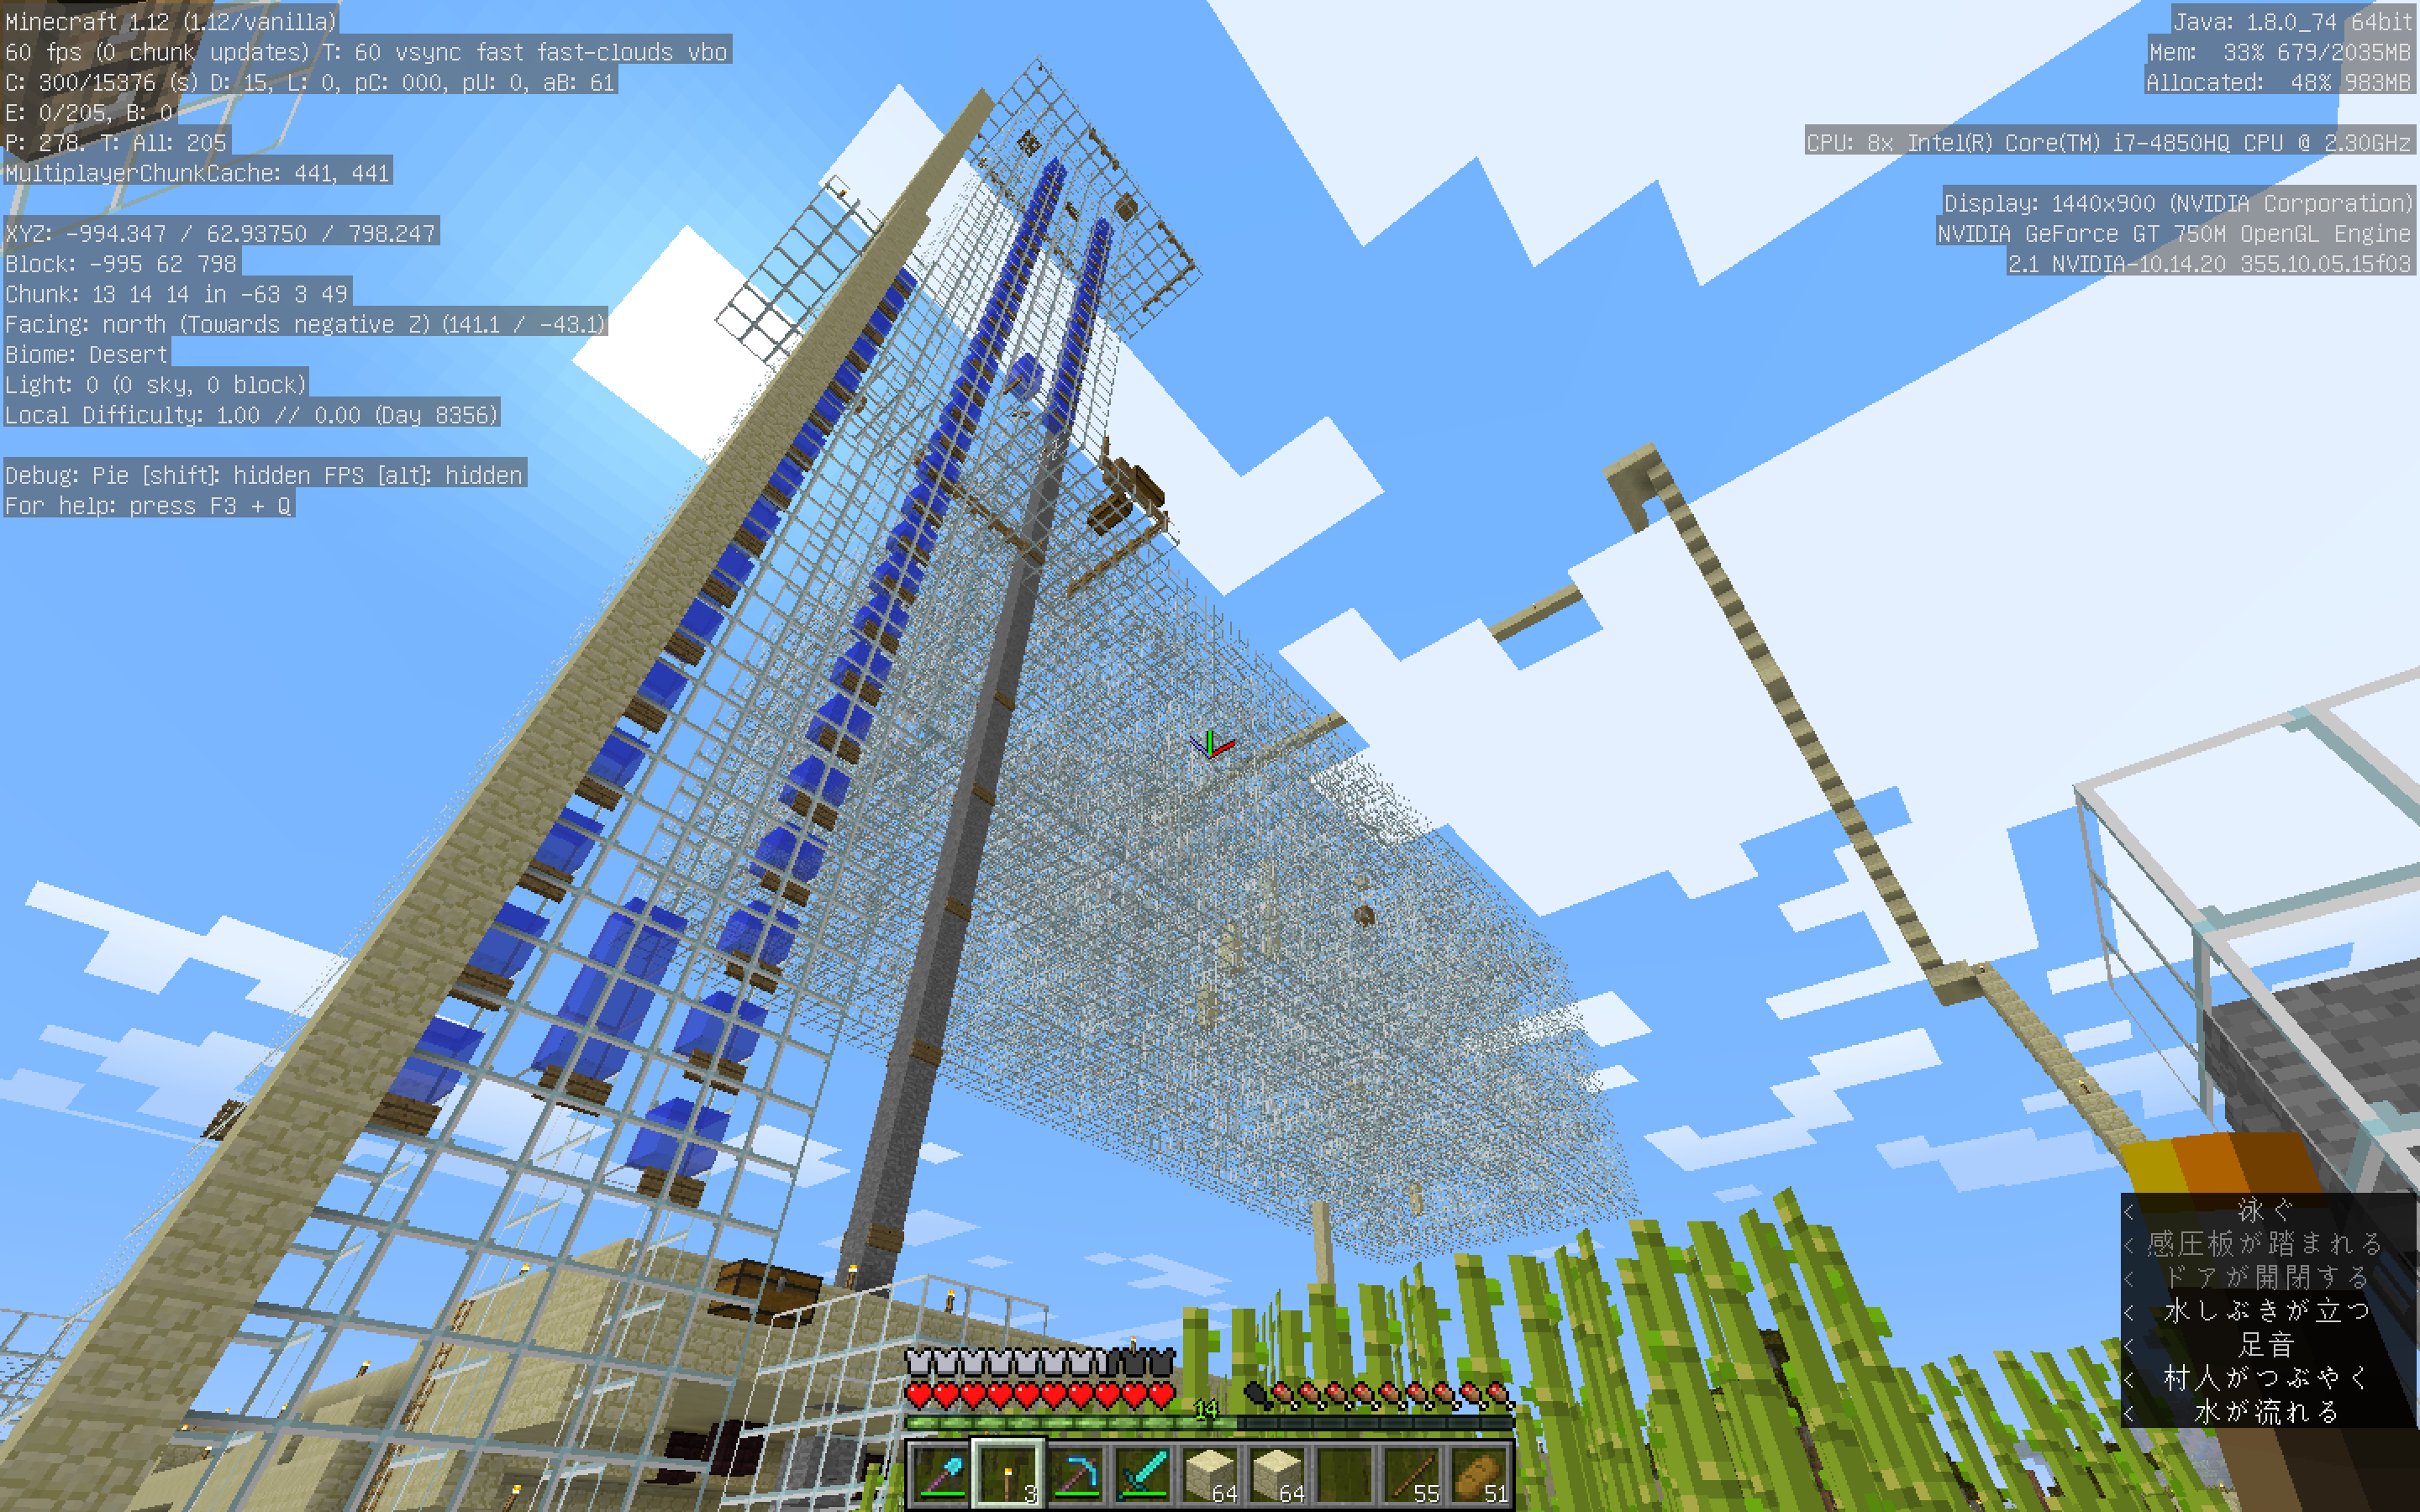 Minecraft 1.12 (1.12/vanilla)
60 fps (0 chunk updates) T: 60 vsync fast fast-clouds vbo
C: 300/15376 (s) D: 15, L: 0, pC: 000, pU: 0, aB: 61
E: 0/205, B: 0
P: 278. T: All: 205
MultiplayerChunkCache: 441, 441
XYZ: -994.347 / 62.93750 / 798.247
Block: -995 62 798
Chunk: 13 14 14 in -63 3 49
Facing: north (Towards negative Z) (141.1 / -43.1)
Biome: Desert
Light: 0 (0 sky, 0 block)
Local Difficulty: 1.00 // 0.00 (Day 8356)
Debug: Pie [shift]: hidden FPS [alt]: hidden
For help: press F3 + Q
Java: 1.8.0_74 64bit
Mem: 33% 679/2035MB
Allocated: 48% 983MB
CPU: 8x Intel(R) Core(TM) i7-4850HQ CPU @ 2.30GHz
Display: 1440x900 (NVIDIA Corporation)
NVIDIA GeForce GT 750M OpenGL Engine
2.1 NVIDIA-10.14.20 355.10.05.15f03
< 泳ぐ
< 感圧板が踏まれる
< ドアが開閉する
< 水しぶきが立つ
< 足音
< 村人がつぶやく
< 水が流れる
14
3 64 64 55 51